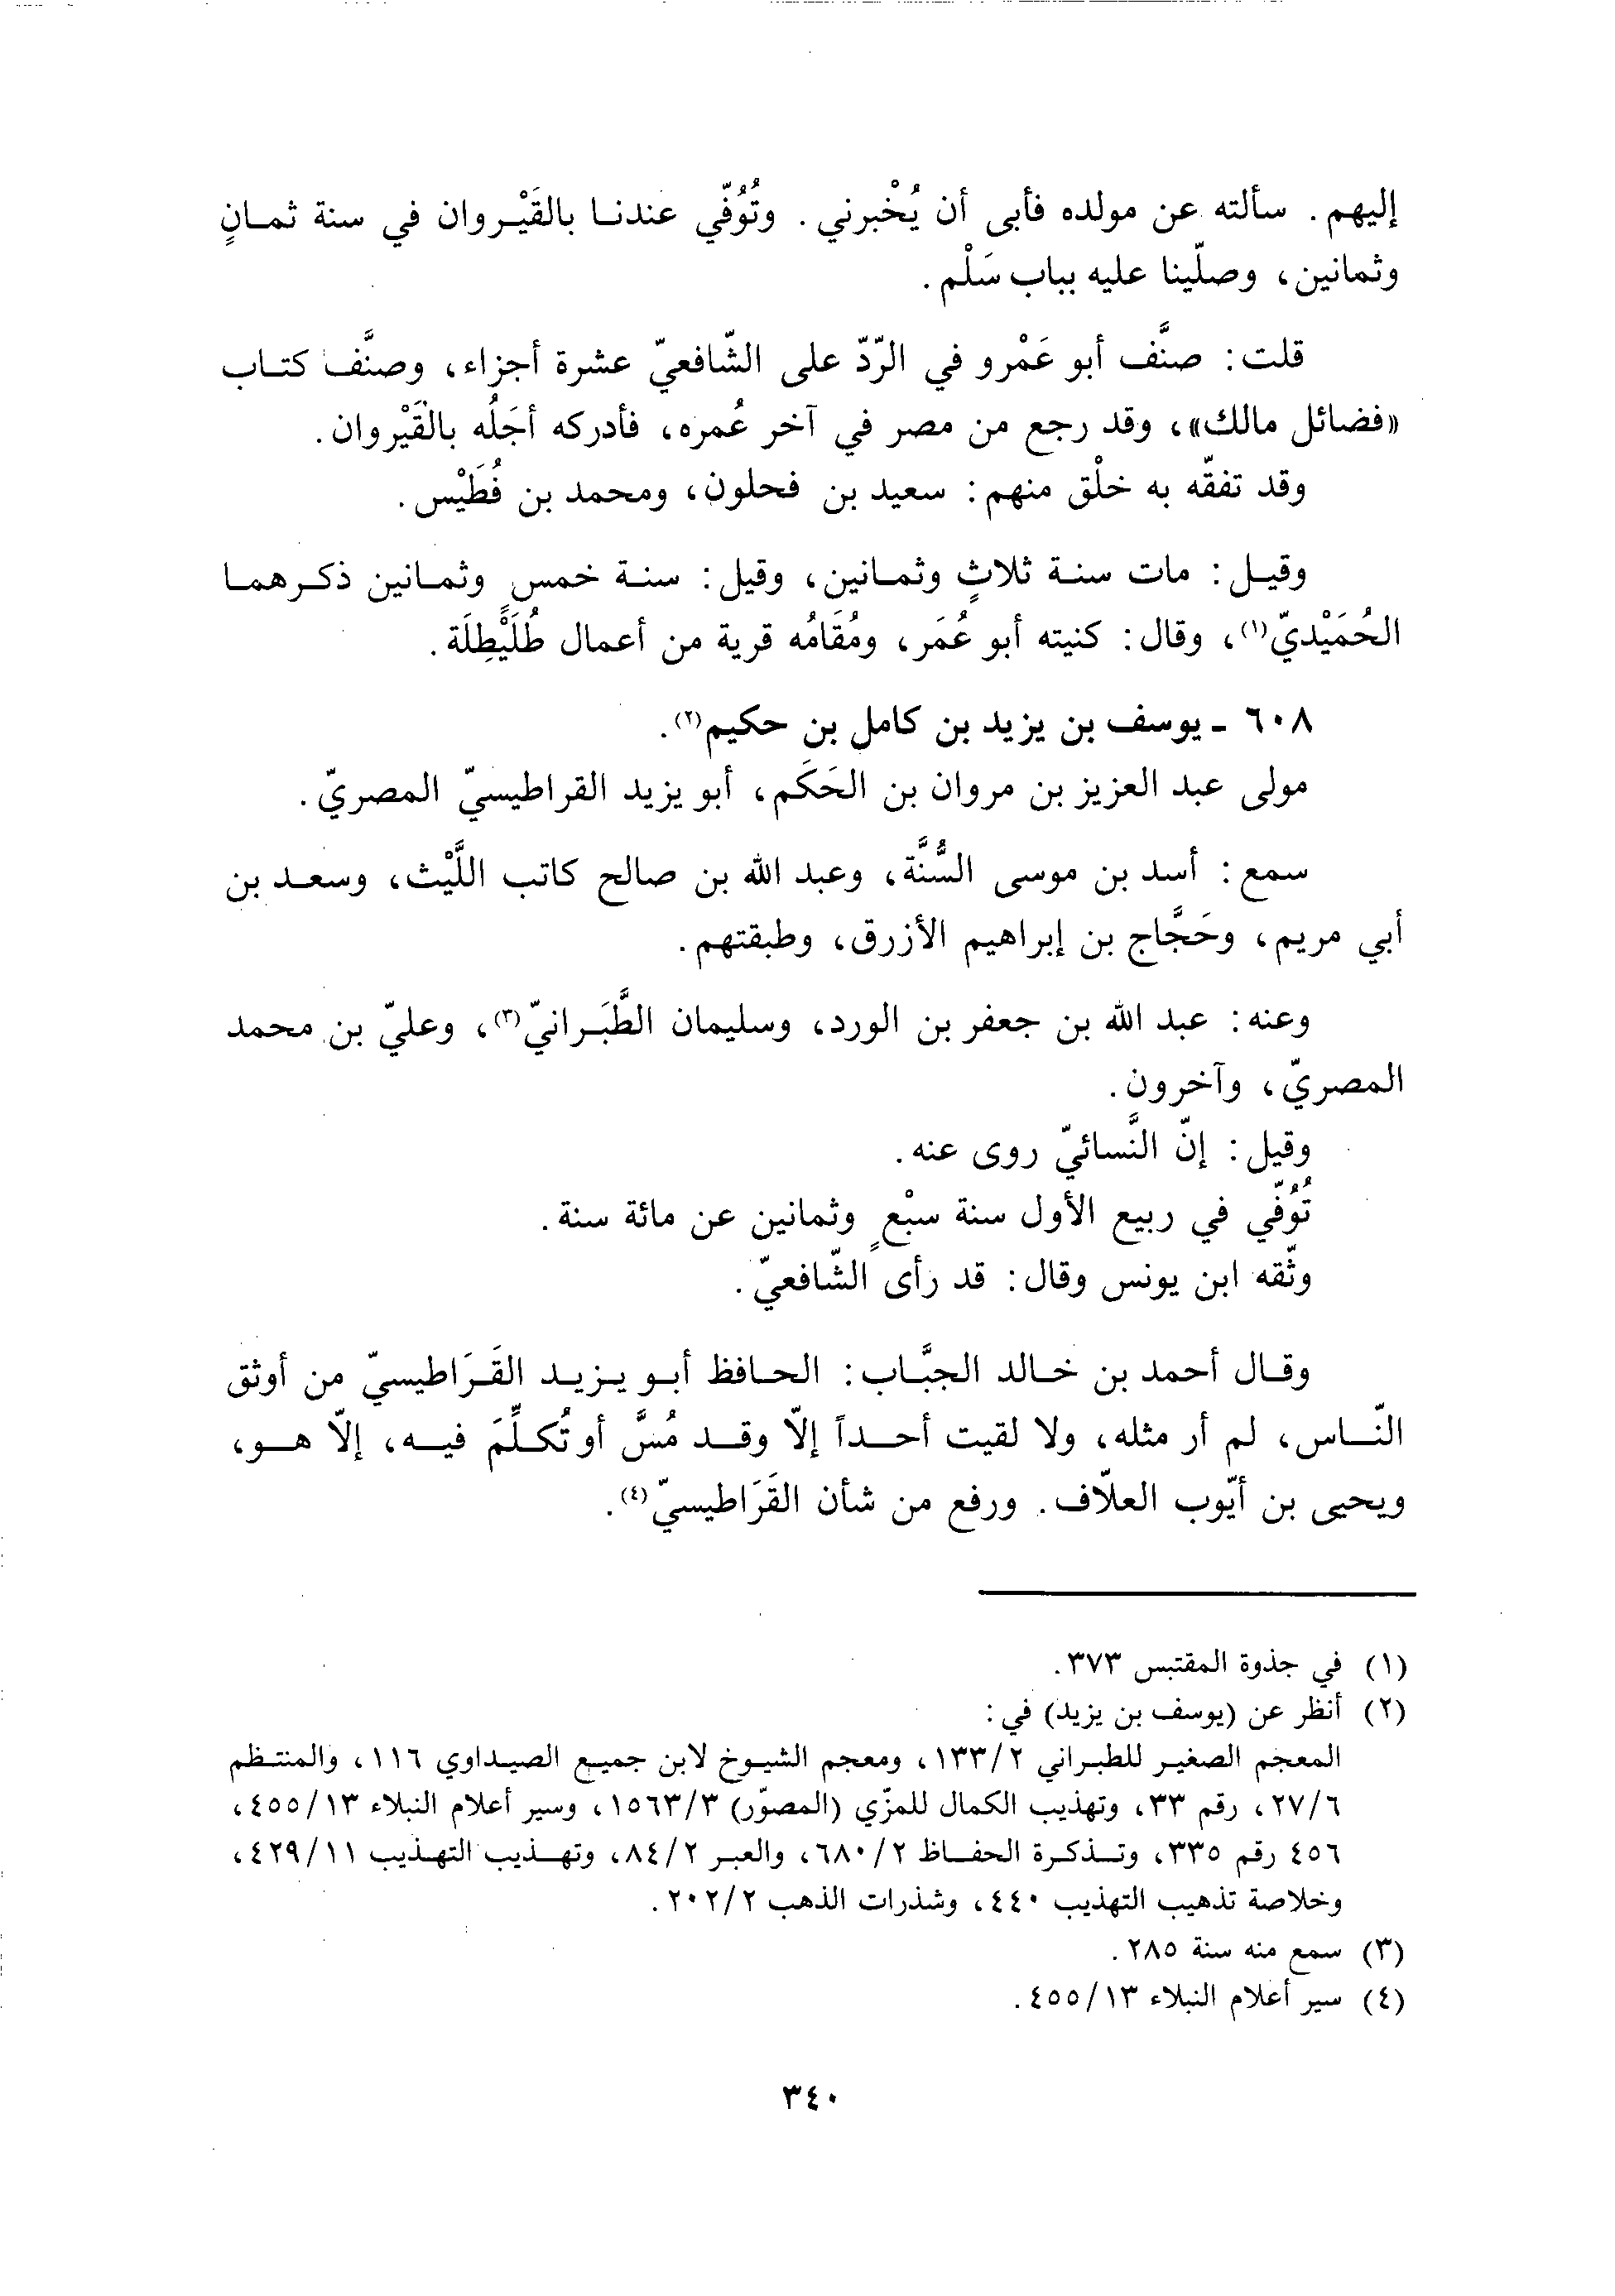 إليهم. سألته عن مولده فأبى أن يُخْبرني. وتُوُفّي عندنا بالقَيْروان في سنة ثمانٍ
وثمانين، وصلّينا عليه بباب سَلْم.
قلت: صنَّف أبو عَمْرو في الرّدّ على الشّافعيّ عشرة أجزاء، وصنَّف كتاب
«فضائل مالك»، وقد رجع من مصر في آخر عُمره، فأدركه أجَلُه بالقَيْروان.
وقد تفقّه به خلْق منهم: سعيد بن فحلون، ومحمد بن فُطَيْس.
وقيل: مات سنة ثلاثٍ وثمانين، وقيل: سنة خمسٍ وثمانين ذكرهما
الحُمَيْديّ(١)، وقال: كنيته أبو عُمَر، ومُقَامُه قرية من أعمال طُلَيْطِلَة.
٦٠٨ - يوسف بن يزيد بن كامل بن حكيم(٢).
مولى عبد العزيز بن مروان بن الحَكَم، أبو يزيد القراطيسيّ المصريّ.
سمع: أسد بن موسى السُّنَّة، وعبد الله بن صالح كاتب اللَّيْث، وسعد بن
أبي مريم، وحَجَّاج بن إبراهيم الأزرق، وطبقتهم.
وعنه: عبد الله بن جعفر بن الورد، وسليمان الطَّبَرانيّ(٣)، وعليّ بن محمد
المصريّ، وآخرون.
وقيل: إنّ النَّسائيّ روى عنه.
تُوُفّي في ربيع الأول سنة سبْعٍ وثمانين عن مائة سنة.
وثّقه ابن يونس وقال: قد رأى الشّافعيّ.
وقال أحمد بن خالد الجبَّاب: الحافظ أبو يزيد القَرَاطيسيّ من أوثق
النّاس، لم أر مثله، ولا لقيت أحداً إلّا وقد مُسَّ أو تُكلِّمَ فيه، إلّا هو،
ويحيى بن أيّوب العلّاف. ورفع من شأن القَرَاطيسيّ(٤).
(١) في جذوة المقتبس ٣٧٣.
(٢) أنظر عن (يوسف بن يزيد) في:
المعجم الصغير للطبراني ١٣٣/٢، ومعجم الشيوخ لابن جميع الصيداوي ١١٦، والمنتظم
٢٧/٦، رقم ٣٣، وتهذيب الكمال للمزّي (المصوّر) ١٥٦٣/٣، وسير أعلام النبلاء ٤٥٥/١٣،
٤٥٦ رقم ٣٣٥، وتذكرة الحفاظ ٦٨٠/٢، والعبر ٨٤/٢، وتهذيب التهذيب ٤٢٩/١١،
وخلاصة تذهيب التهذيب ٤٤٠، وشذرات الذهب ٢٠٢/٢.
(٣) سمع منه سنة ٢٨٥.
(٤) سير أعلام النبلاء ٤٥٥/١٣.
٣٤٠